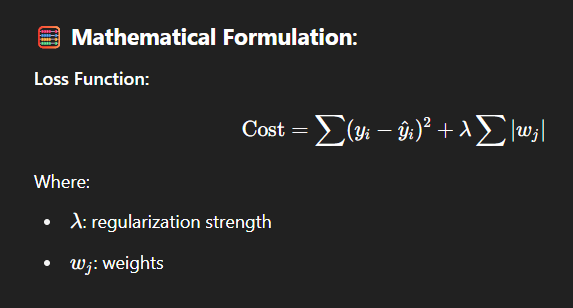 🧮 Mathematical Formulation:
Loss Function:
Cost = ∑(yᵢ − ŷᵢ)² + λ∑|wⱼ|
Where:
• λ: regularization strength
• wⱼ: weights